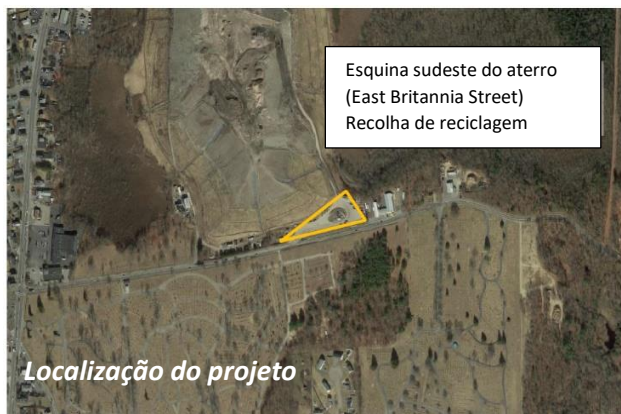 Esquina sudeste do aterro
(East Britannia Street)
Recolha de reciclagem
Localização do projeto